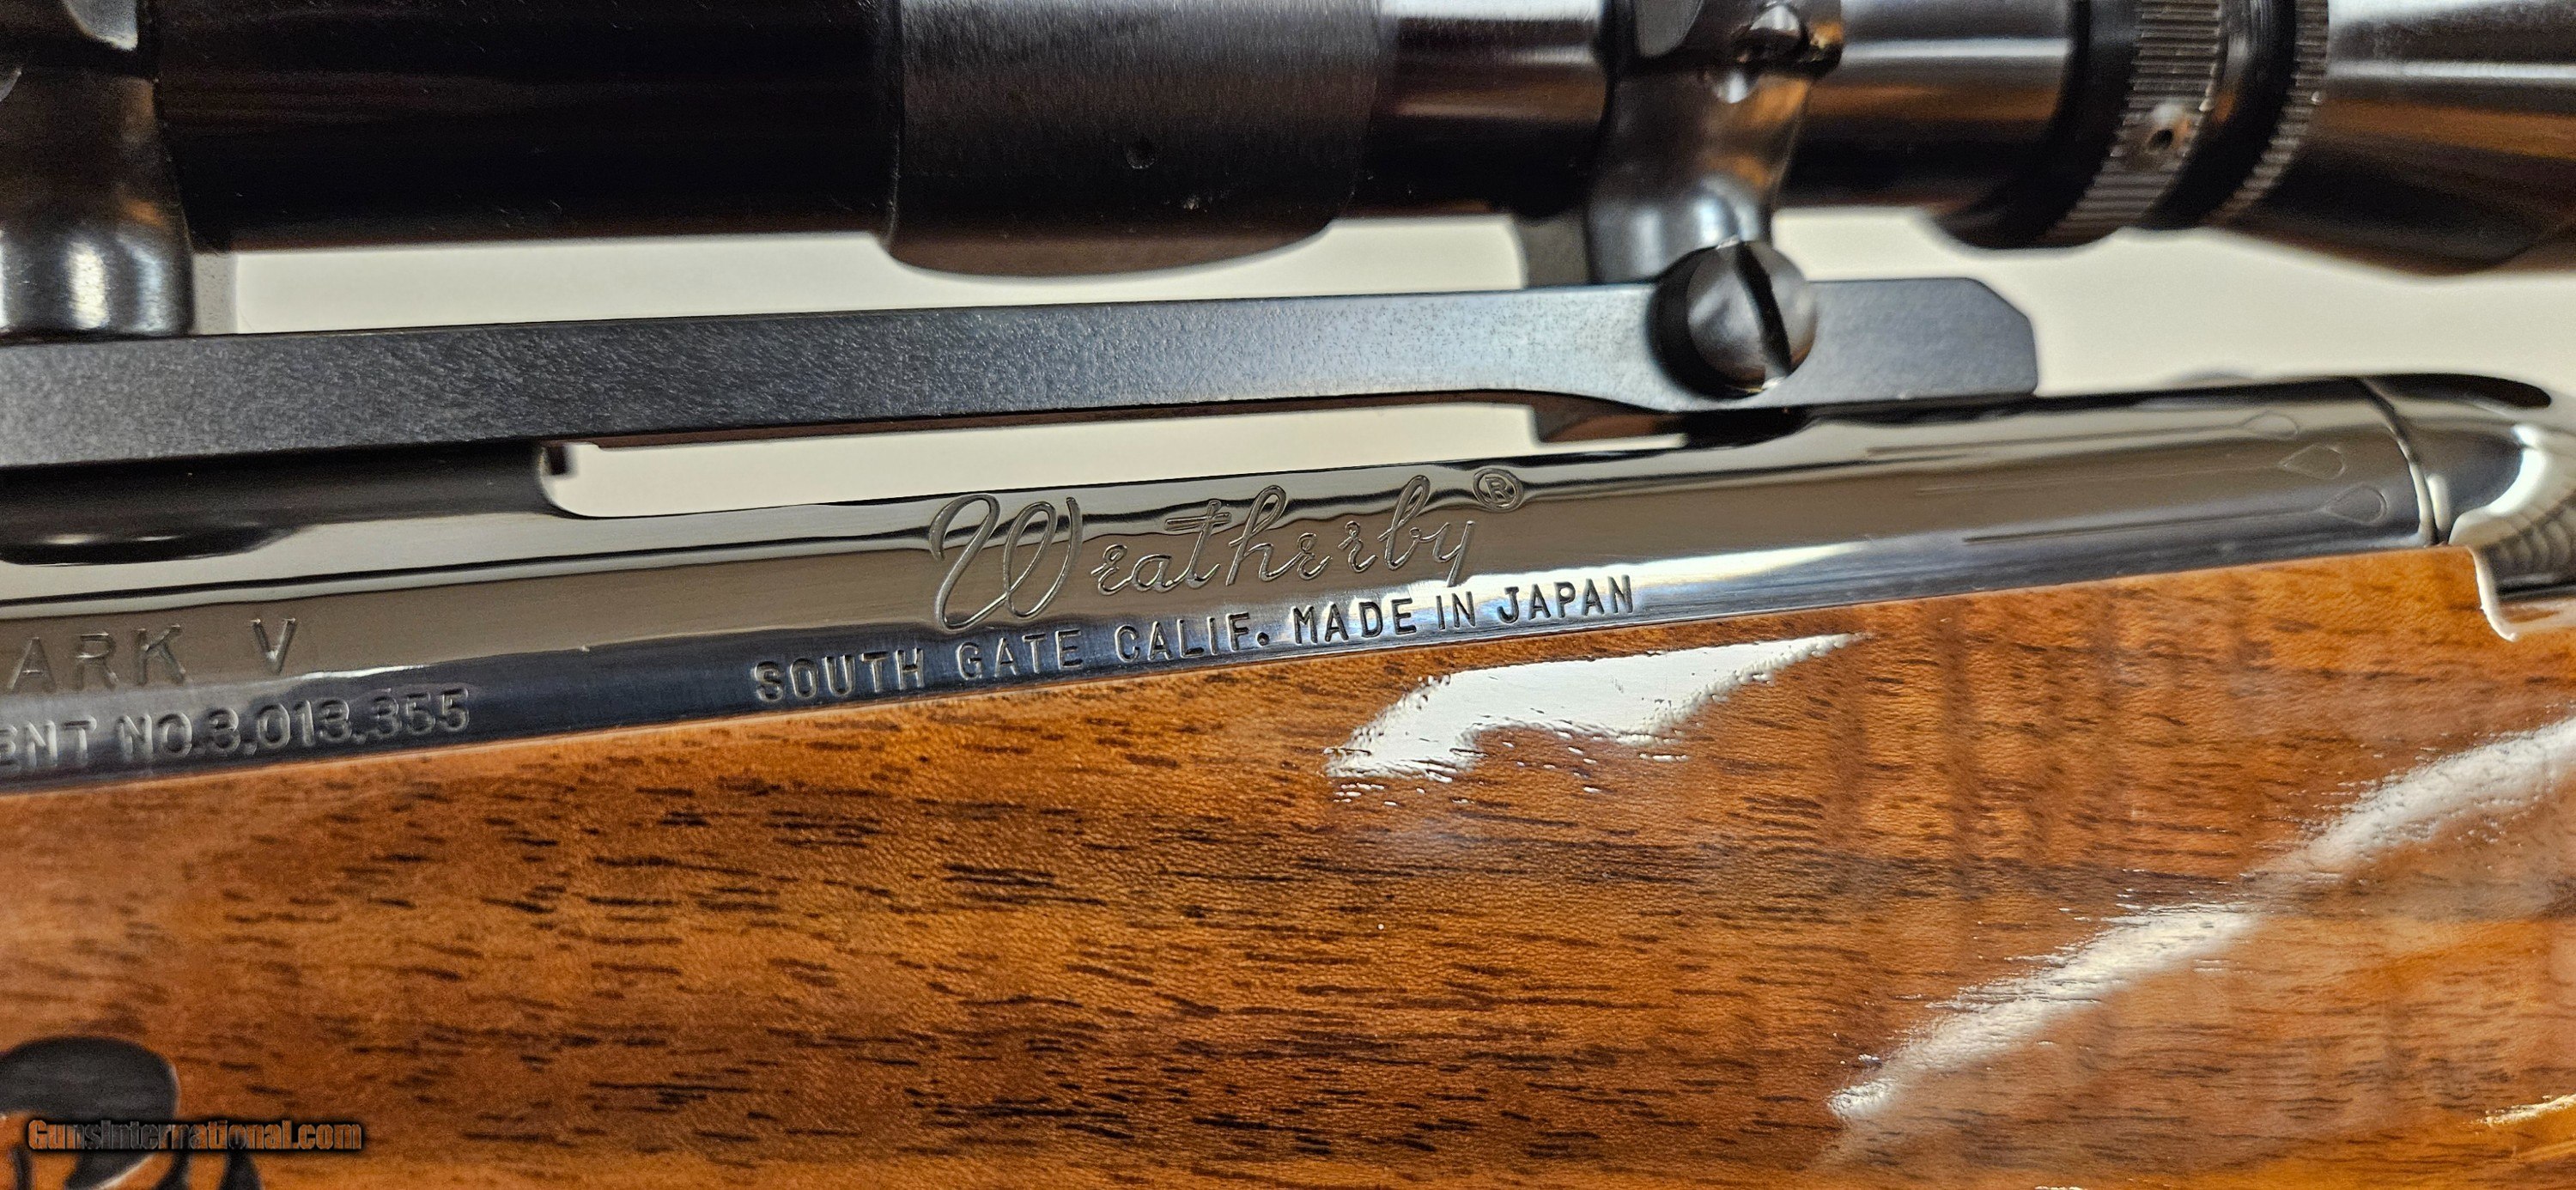 Weatherby®
SOUTH GATE CALIF. MADE IN JAPAN
ARK V
ENT NO.3,013,355
GunsInternational.com